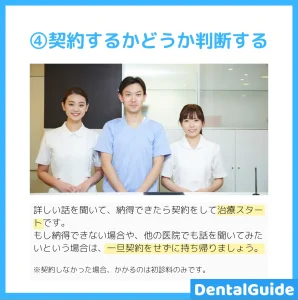 ④契約するかどうか判断する
詳しい話を聞いて、納得できたら契約をして治療スター
トです。
もし納得できない場合や、他の医院でも話を聞いてみた
いという場合は、一旦契約をせずに持ち帰りましょう。
※契約しなかった場合、かかるのは初診料のみです。
DentalGuide